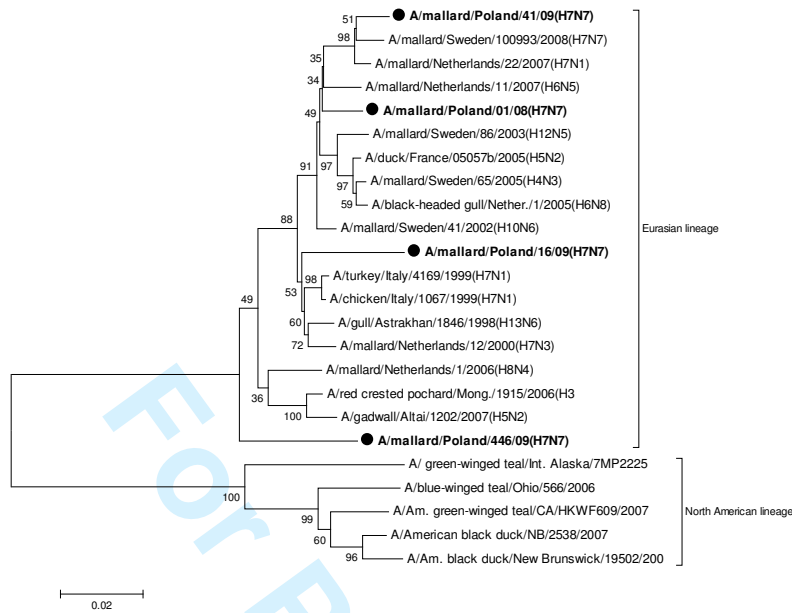 51
A/mallard/Poland/41/09(H7N7)
98
A/mallard/Sweden/100993/2008(H7N7)
35
A/mallard/Netherlands/22/2007(H7N1)
34
A/mallard/Netherlands/11/2007(H6N5)
49
A/mallard/Poland/01/08(H7N7)
A/mallard/Sweden/86/2003(H12N5)
91
97
A/duck/France/05057b/2005(H5N2)
97
A/mallard/Sweden/65/2005(H4N3)
59
A/black-headed gull/Nether./1/2005(H6N8)
88
A/mallard/Sweden/41/2002(H10N6)
Eurasian lineage
A/mallard/Poland/16/09(H7N7)
98
A/turkey/Italy/4169/1999(H7N1)
53
A/chicken/Italy/1067/1999(H7N1)
49
60
A/gull/Astrakhan/1846/1998(H13N6)
72
A/mallard/Netherlands/12/2000(H7N3)
A/mallard/Netherlands/1/2006(H8N4)
36
A/red crested pochard/Mong./1915/2006(H3
100
A/gadwall/Altai/1202/2007(H5N2)
A/mallard/Poland/446/09(H7N7)
A/ green-winged teal/Int. Alaska/7MP2225
100
A/blue-winged teal/Ohio/566/2006
99
A/Am. green-winged teal/CA/HKWF609/2007
North American lineage
60
A/American black duck/NB/2538/2007
96
A/Am. black duck/New Brunswick/19502/200
0.02
For P